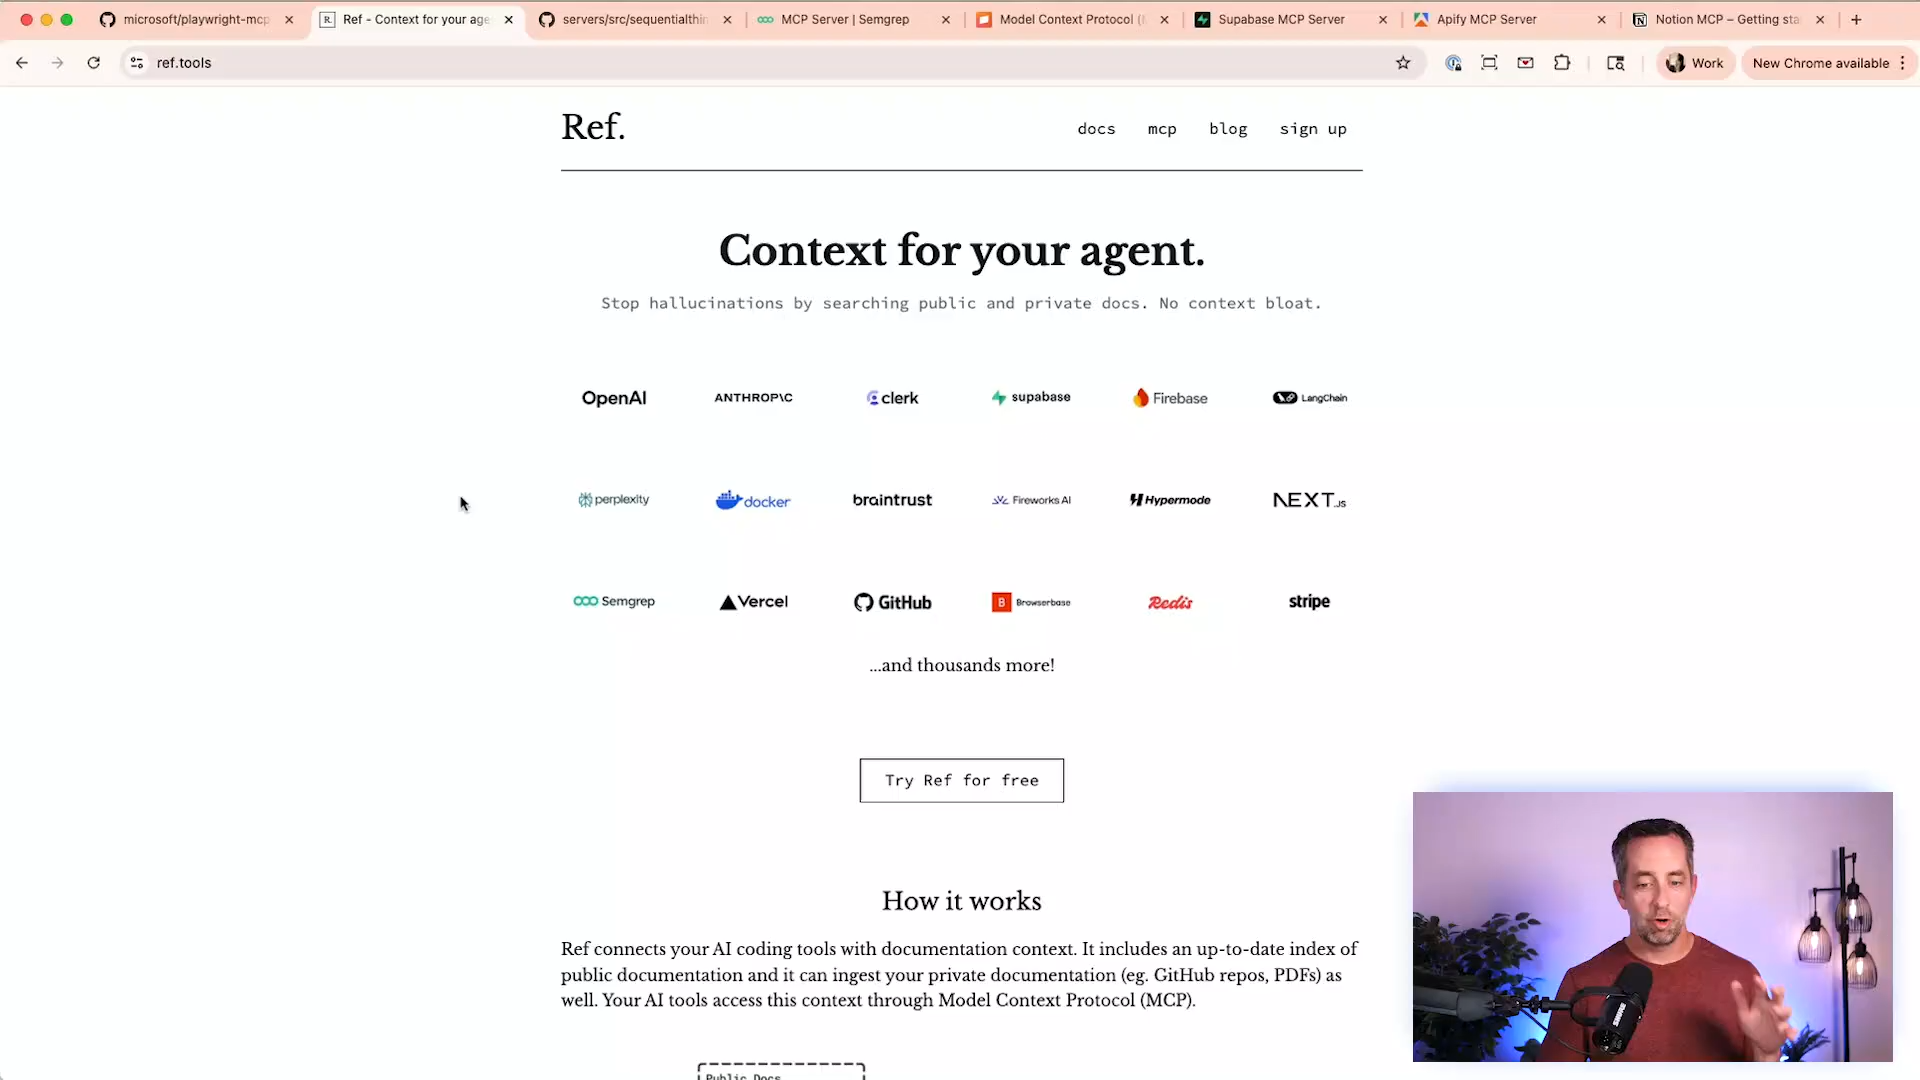 microsoft/playwright-mcp
Ref - Context for your age
servers/src/sequentialthin
MCP Server | Semgrep
Model Context Protocol (
Supabase MCP Server
Apify MCP Server
Notion MCP – Getting sta
ref.tools
Work
New Chrome available
Ref.
docs
mcp
blog
sign up
Context for your agent.
Stop hallucinations by searching public and private docs. No context bloat.
OpenAI
ANTHROP\C
clerk
supabase
Firebase
LangChain
perplexity
docker
braintrust
Fireworks AI
Hypermode
NEXT.JS
Semgrep
Vercel
GitHub
B Browserbase
Redis
stripe
...and thousands more!
Try Ref for free
How it works
Ref connects your AI coding tools with documentation context. It includes an up-to-date index of
public documentation and it can ingest your private documentation (eg. GitHub repos, PDFs) as
well. Your AI tools access this context through Model Context Protocol (MCP).
Public Docs